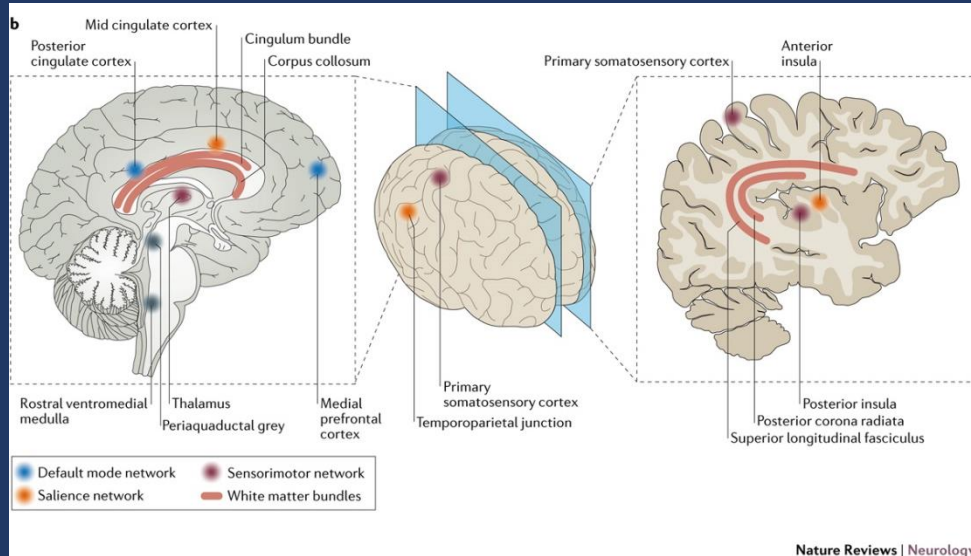 b
Mid cingulate cortex
Posterior
cingulate cortex
Cingulum bundle
Corpus collosum
Primary somatosensory cortex
Anterior
insula
Rostral ventromedial
medulla
Thalamus
Periaquaductal grey
Medial
prefrontal
cortex
Primary
somatosensory cortex
Temporoparietal junction
Posterior insula
Posterior corona radiata
Superior longitudinal fasciculus
Default mode network
Sensorimotor network
Salience network
White matter bundles
Nature Reviews | Neurology